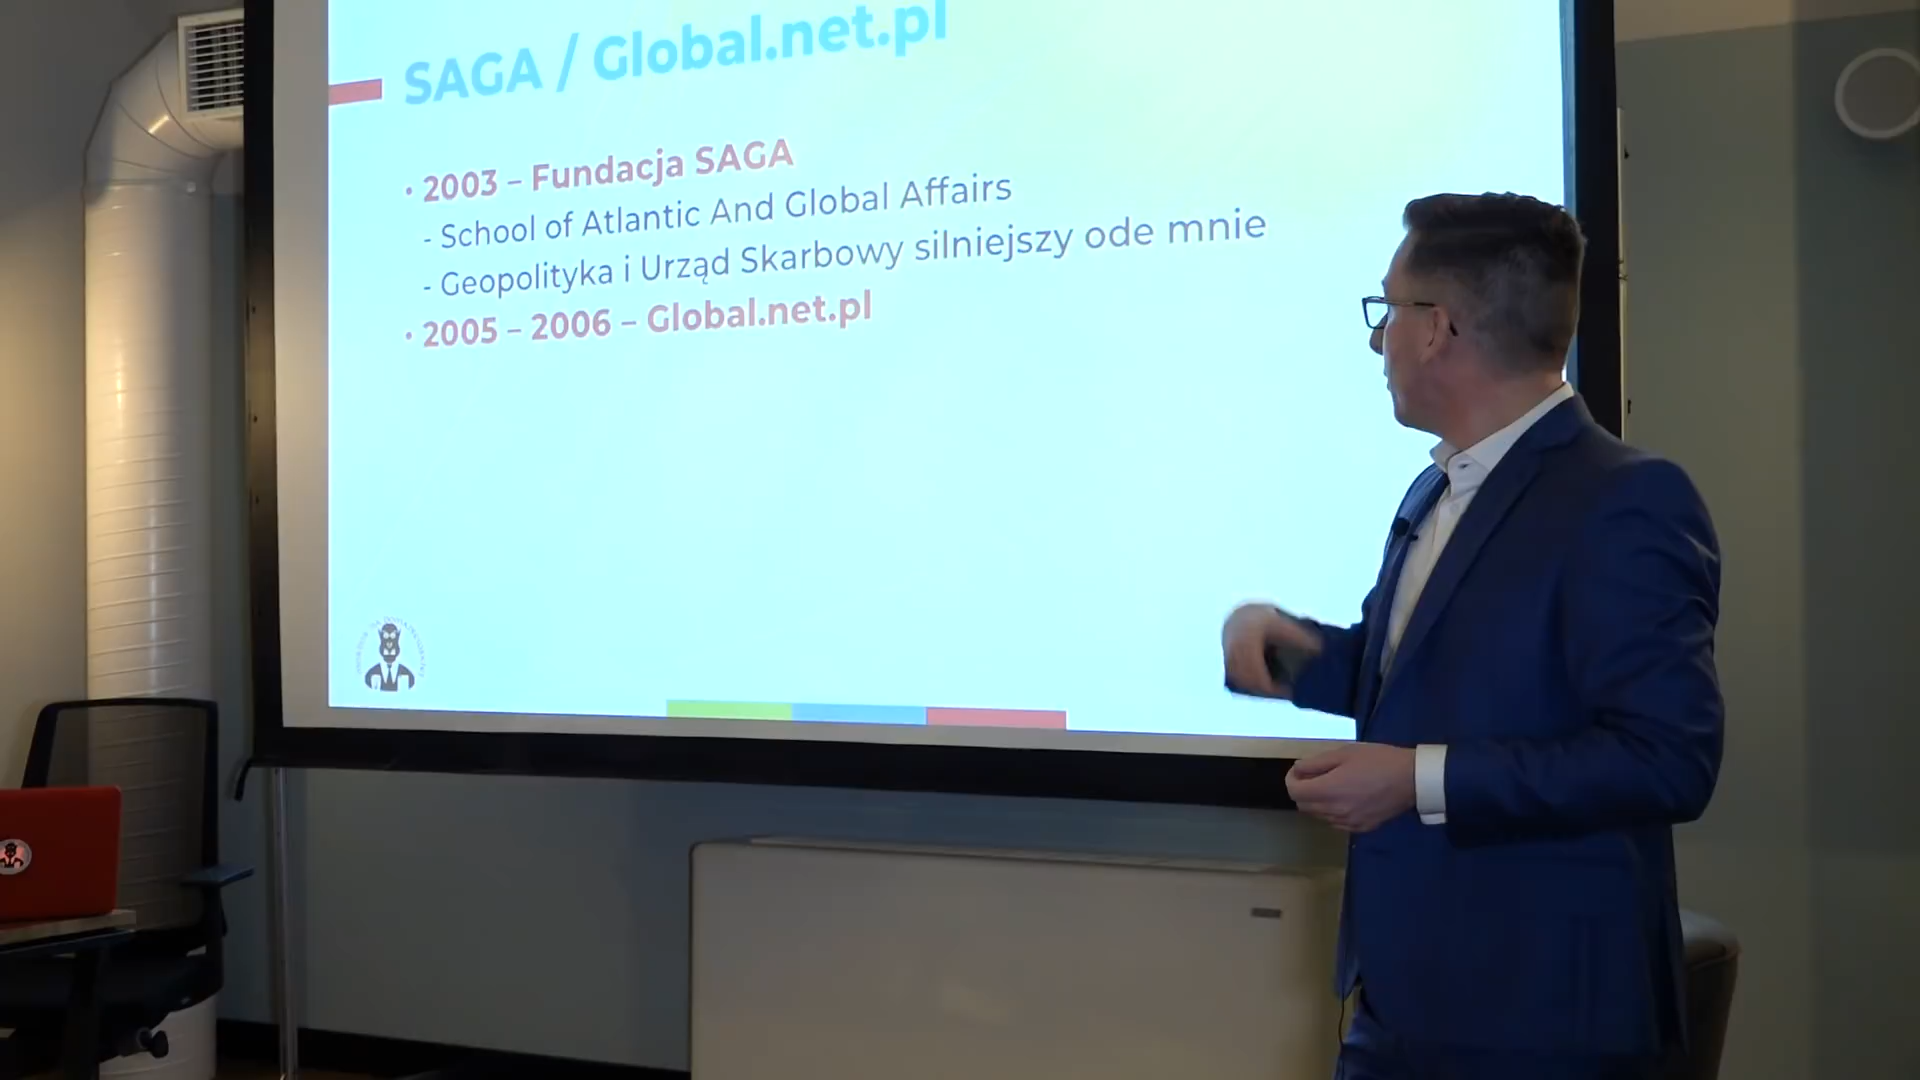 SAGA / Global.net.pl
• 2003 – Fundacja SAGA
- School of Atlantic And Global Affairs
- Geopolityka i Urząd Skarbowy silniejszy ode mnie
• 2005 – 2006 – Global.net.pl